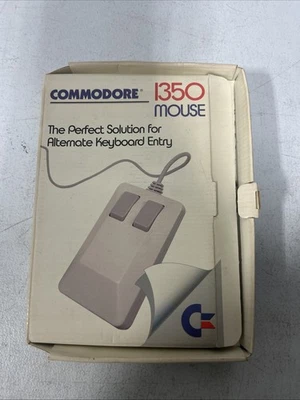 COMMODORE® 1350
MOUSE
The Perfect Solution for
Alternate Keyboard Entry